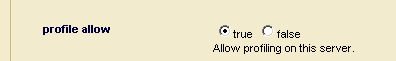 profile allow true false
Allow profiling on this server.